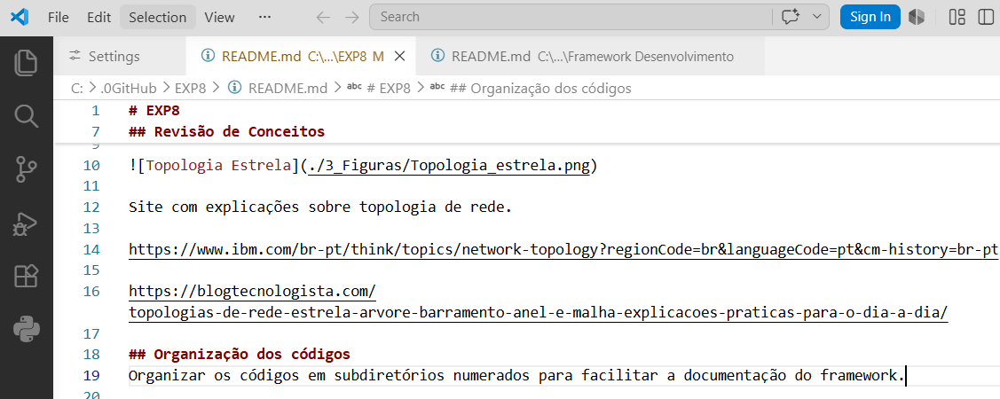 File Edit Selection View ··· Search Sign In
Settings README.md C:\...\EXP8 M README.md C:\...\Framework Desenvolvimento
C: > .0GitHub > EXP8 > README.md > abc # EXP8 > abc ## Organização dos códigos
1 # EXP8
7 ## Revisão de Conceitos
9
10 ![Topologia Estrela](./3_Figuras/Topologia_estrela.png)
11
12 Site com explicações sobre topologia de rede.
13
14 https://www.ibm.com/br-pt/think/topics/network-topology?regionCode=br&languageCode=pt&cm-history=br-pt
15
16 https://blogtecnologista.com/
topologias-de-rede-estrela-arvore-barramento-anel-e-malha-explicacoes-praticas-para-o-dia-a-dia/
17
18 ## Organização dos códigos
19 Organizar os códigos em subdiretórios numerados para facilitar a documentação do framework.
20